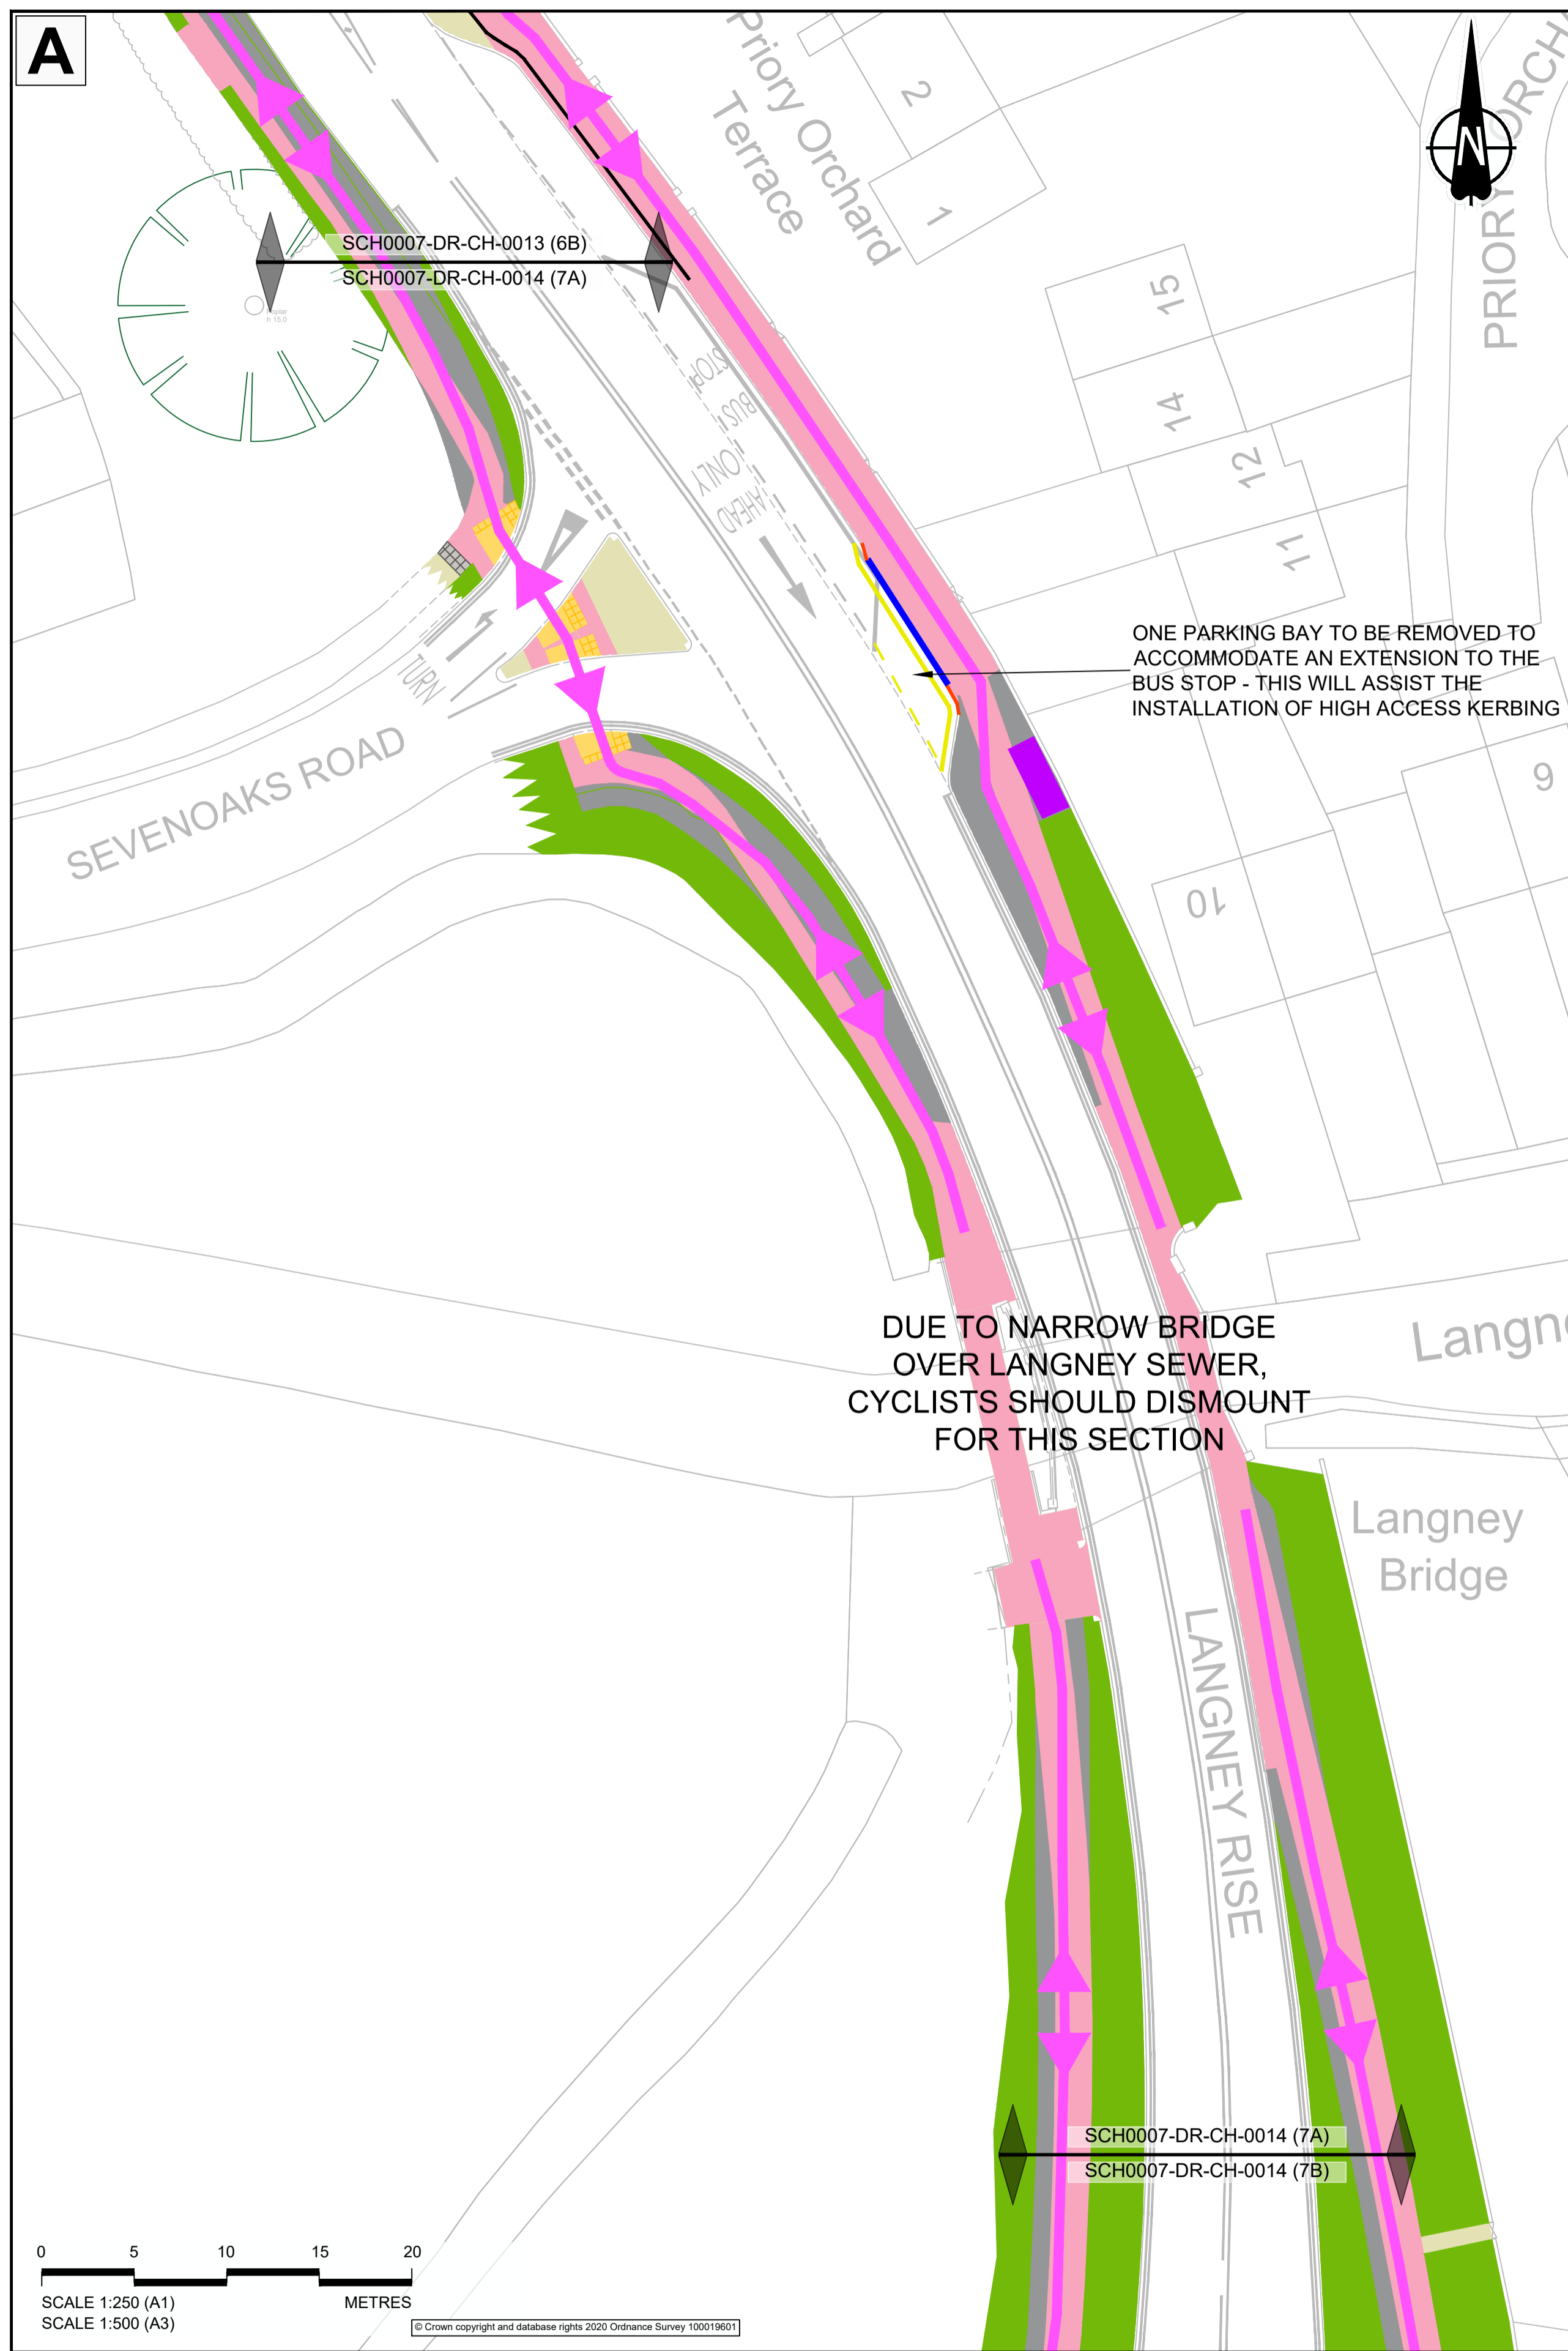 A
Priory Orchard
Terrace
2
1
N
SCH0007-DR-CH-0013 (6B)
SCH0007-DR-CH-0014 (7A)
h 15.0
15
14
12
11
PRIORY ORCH
BUS
STOP
AHEAD
ONLY
TURN
ONE PARKING BAY TO BE REMOVED TO
ACCOMMODATE AN EXTENSION TO THE
BUS STOP - THIS WILL ASSIST THE
INSTALLATION OF HIGH ACCESS KERBING
SEVENOAKS ROAD
9
10
DUE TO NARROW BRIDGE
OVER LANGNEY SEWER,
CYCLISTS SHOULD DISMOUNT
FOR THIS SECTION
Langn
Langney
Bridge
LANGNEY RISE
SCH0007-DR-CH-0014 (7A)
SCH0007-DR-CH-0014 (7B)
0 5 10 15 20
SCALE 1:250 (A1) METRES
SCALE 1:500 (A3)
© Crown copyright and database rights 2020 Ordnance Survey 100019601